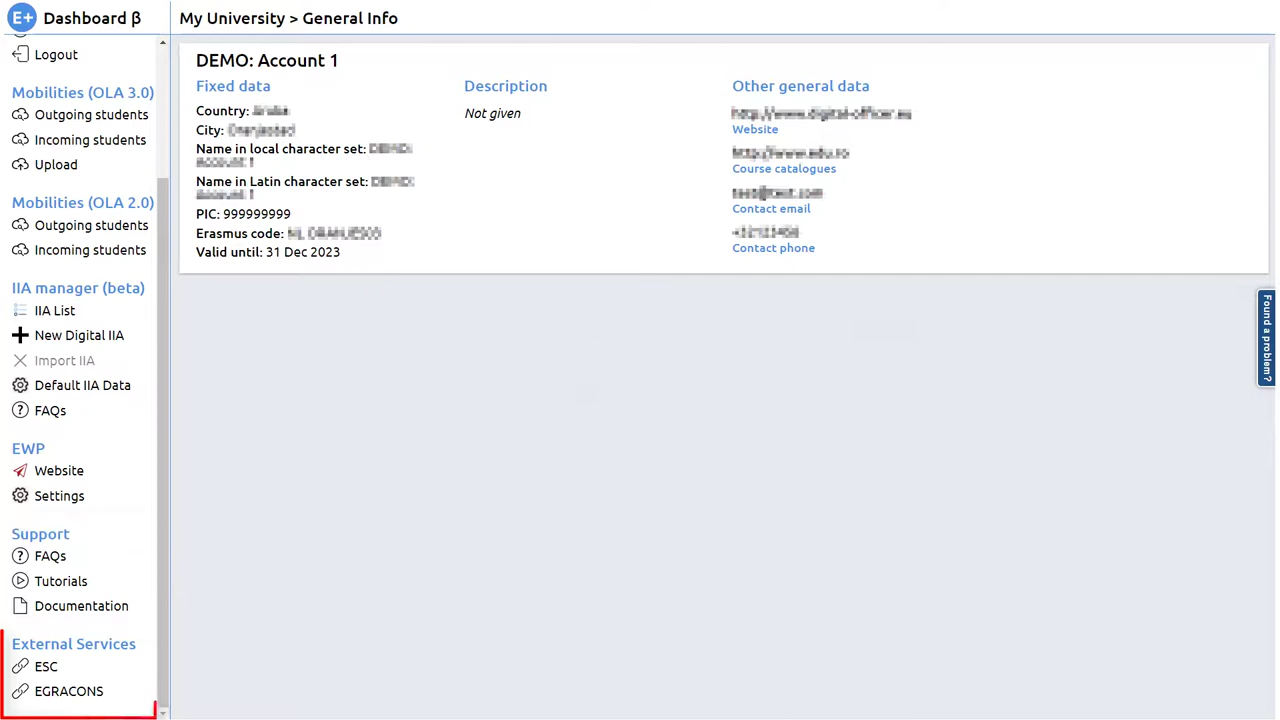 E+ Dashboard β
My University > General Info
Logout
Mobilities (OLA 3.0)
Outgoing students
Incoming students
Upload
Mobilities (OLA 2.0)
Outgoing students
Incoming students
IIA manager (beta)
IIA List
New Digital IIA
Import IIA
Default IIA Data
FAQs
EWP
Website
Settings
Support
FAQs
Tutorials
Documentation
External Services
ESC
EGRACONS
DEMO: Account 1
Fixed data
Country:
City:
Name in local character set:
Name in Latin character set:
PIC: 999999999
Erasmus code:
Valid until: 31 Dec 2023
Description
Not given
Other general data
Website
Course catalogues
Contact email
Contact phone
Found a problem?